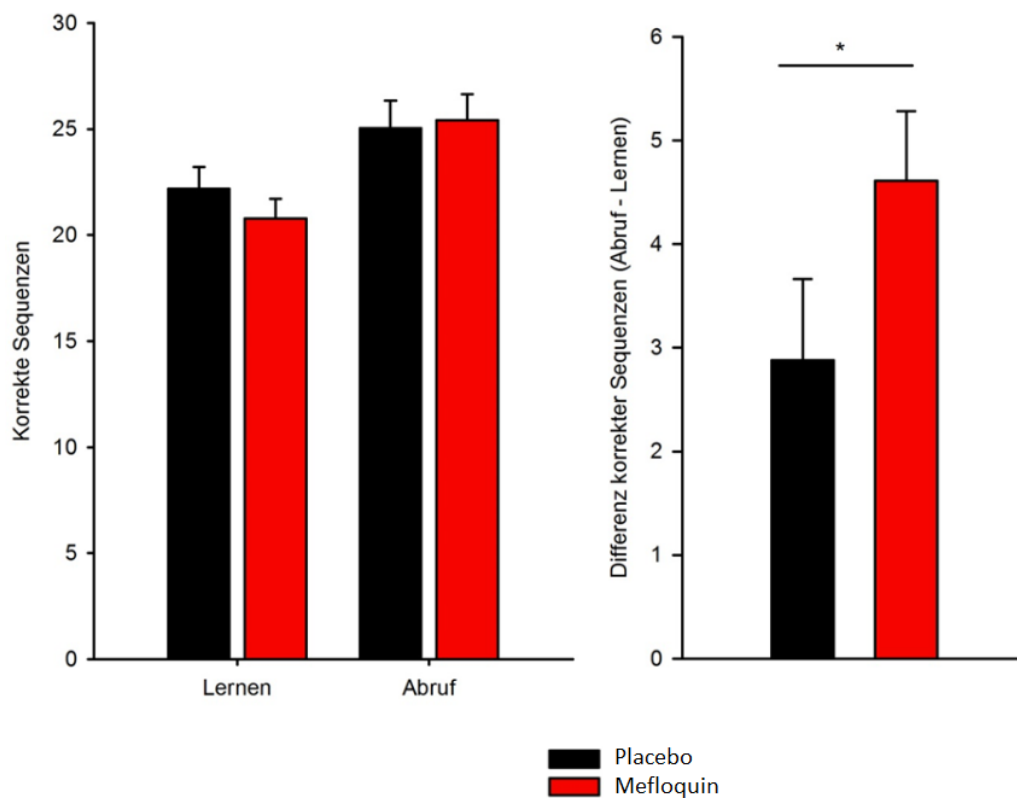 Korrekte Sequenzen
30
25
20
15
10
5
0
Lernen
Abruf
Differenz korrekter Sequenzen (Abruf - Lernen)
6
5
4
3
2
1
0
*
Placebo
Mefloquin